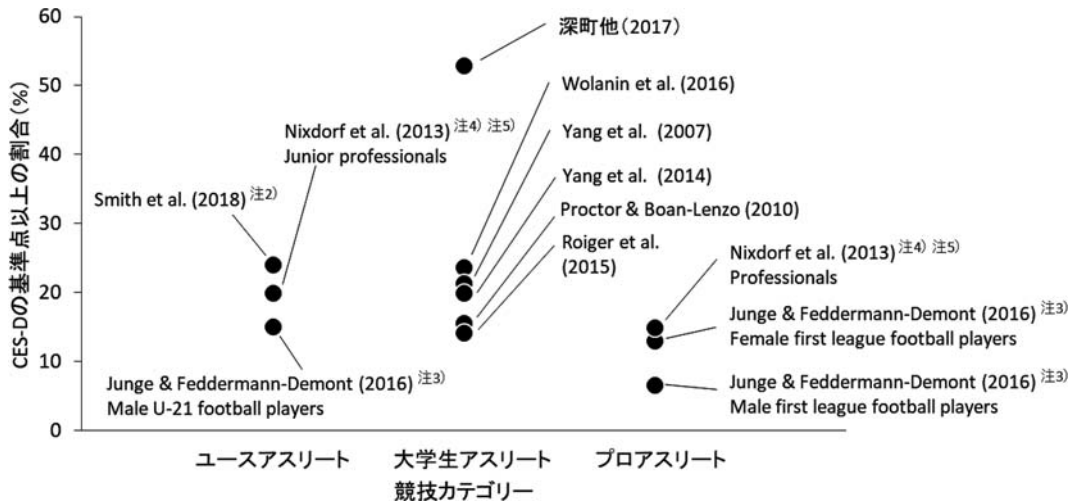 60
50
40
30
20
10
0
CES-Dの基準点以上の割合(%)
深町他(2017)
Wolanin et al. (2016)
Nixdorf et al. (2013) 注4) 注5)
Junior professionals
Yang et al. (2007)
Yang et al. (2014)
Smith et al. (2018) 注2)
Proctor & Boan-Lenzo (2010)
Roiger et al.
(2015)
Nixdorf et al. (2013) 注4) 注5)
Professionals
Junge & Feddermann-Demont (2016) 注3)
Female first league football players
Junge & Feddermann-Demont (2016) 注3)
Male U-21 football players
Junge & Feddermann-Demont (2016) 注3)
Male first league football players
ユースアスリート
大学生アスリート
プロアスリート
競技カテゴリー